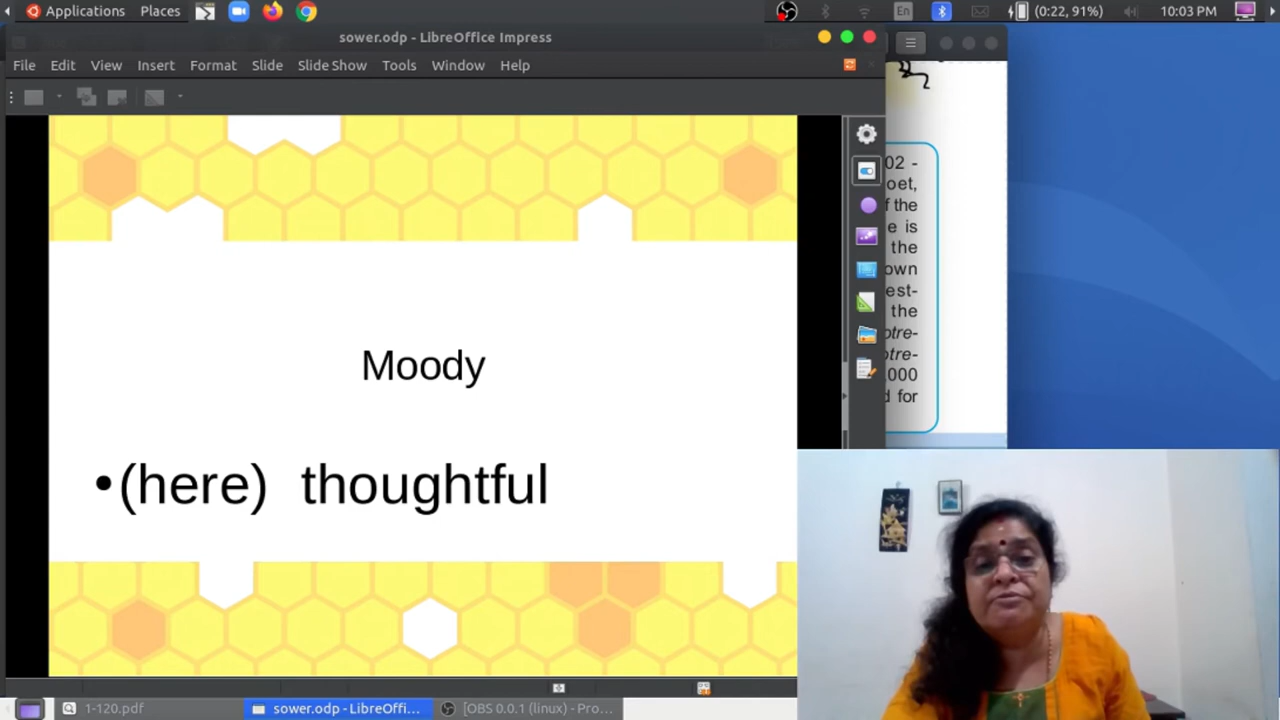 Applications Places En (0:22, 91%) 10:03 PM
sower.odp - LibreOffice Impress
File Edit View Insert Format Slide Slide Show Tools Window Help
Moody
•(here) thoughtful
02 -
oet,
f the
e is
the
own
est-
the
otre-
otre-
,000
d for
1-120.pdf sower.odp - LibreOffi... [OBS 0.0.1 (linux) - Pro...